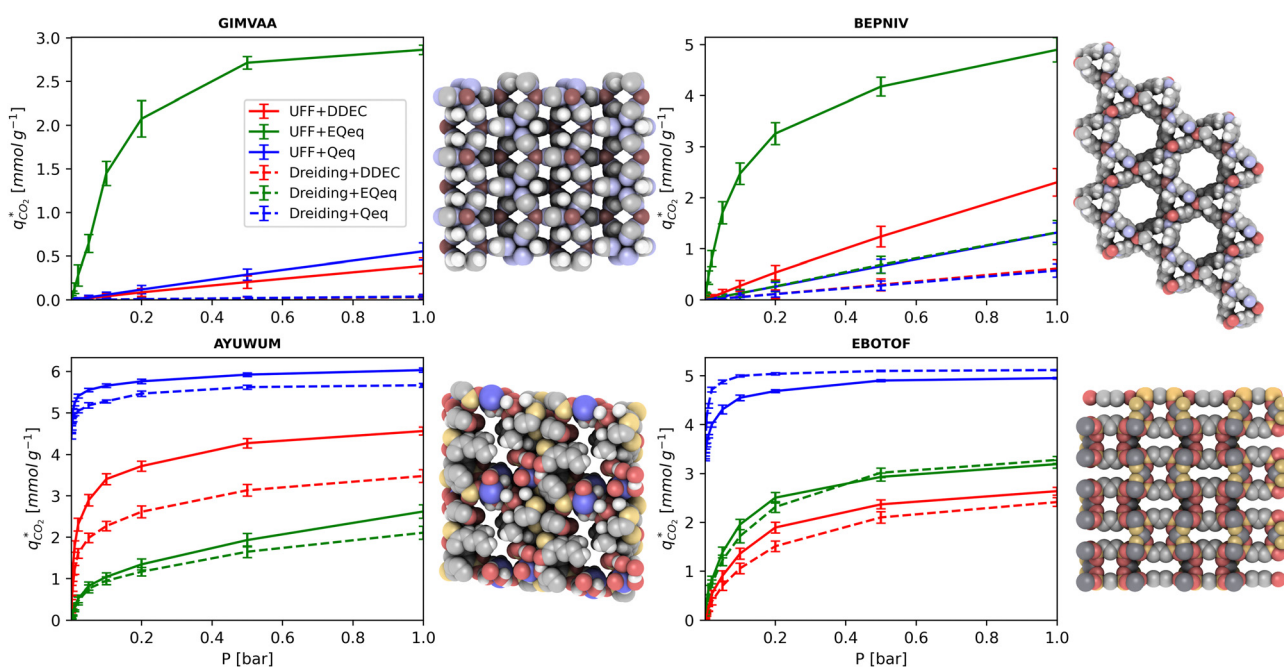 GIMVAA
3.0
2.5
2.0
1.5
1.0
0.5
0.0
q*CO2 [mmol g−1]
0.2 0.4 0.6 0.8 1.0
UFF+DDEC
UFF+EQeq
UFF+Qeq
Dreiding+DDEC
Dreiding+EQeq
Dreiding+Qeq
BEPNIV
5
4
3
2
1
0
q*CO2 [mmol g−1]
0.2 0.4 0.6 0.8 1.0
AYUWUM
6
5
4
3
2
1
0
q*CO2 [mmol g−1]
0.2 0.4 0.6 0.8 1.0
P [bar]
EBOTOF
5
4
3
2
1
0
q*CO2 [mmol g−1]
0.2 0.4 0.6 0.8 1.0
P [bar]